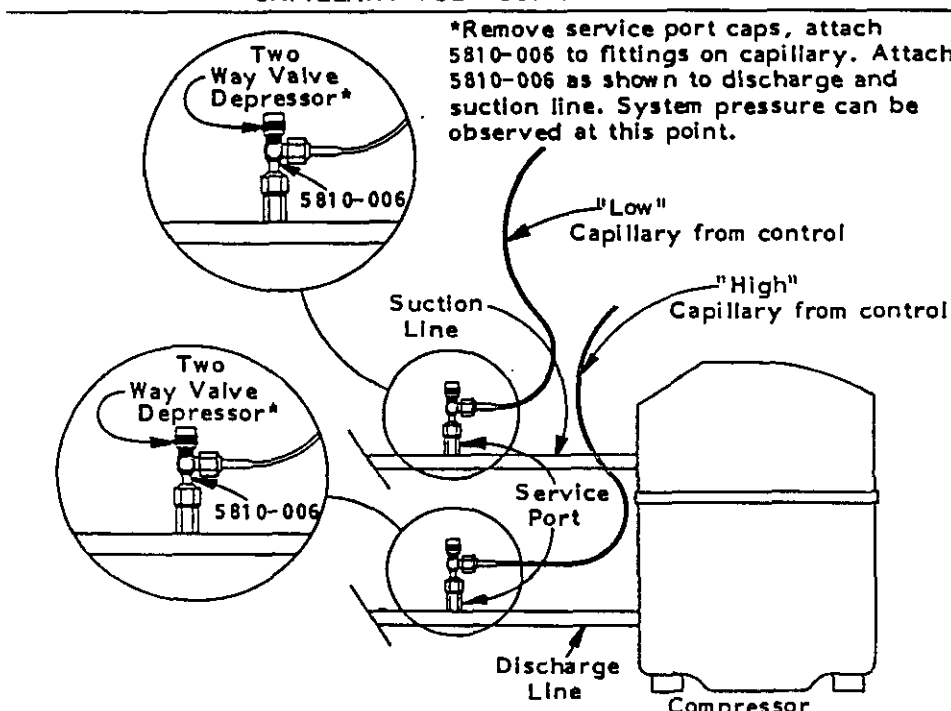 *Remove service port caps, attach
5810-006 to fittings on capillary. Attach
5810-006 as shown to discharge and
suction line. System pressure can be
observed at this point.
Two
Way Valve
Depressor*
5810-006
"Low"
Capillary from control
"High"
Capillary from control
Suction
Line
Two
Way Valve
Depressor*
5810-006
Service
Port
Discharge
Line
Compressor